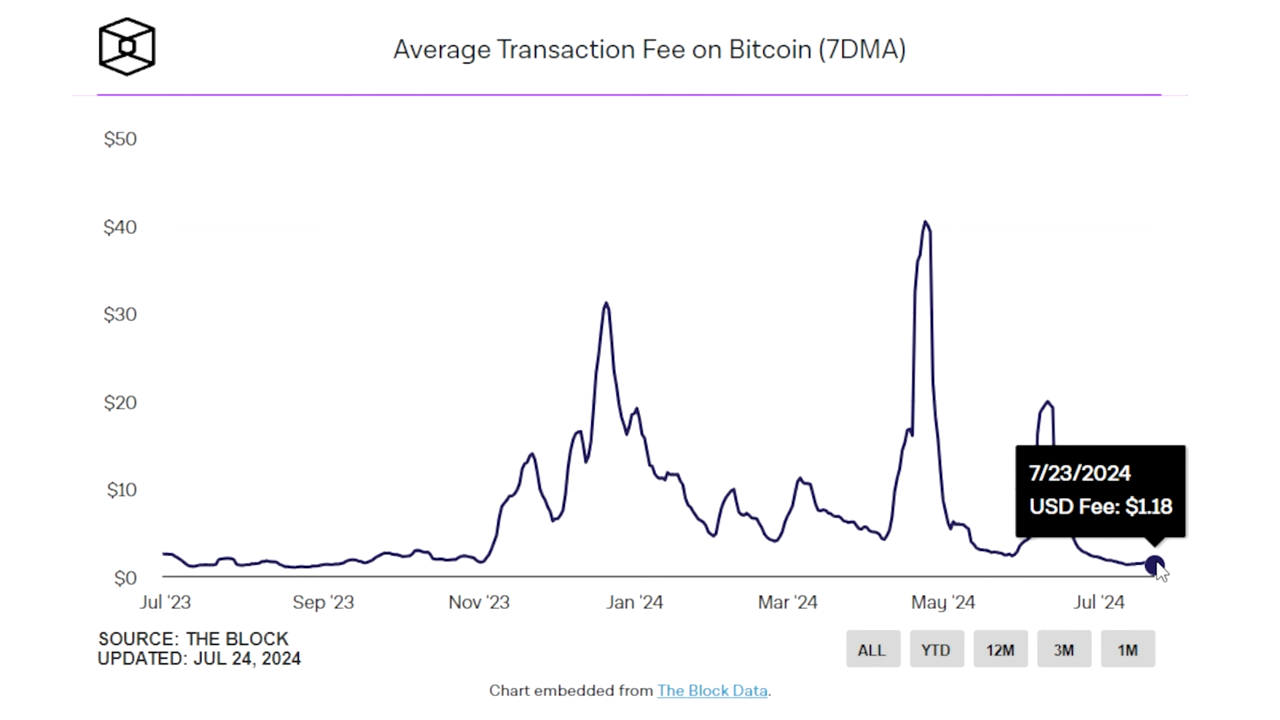 Average Transaction Fee on Bitcoin (7DMA)
$50
$40
$30
$20
$10
$0
7/23/2024
USD Fee: $1.18
Jul '23 Sep '23 Nov '23 Jan '24 Mar '24 May '24 Jul '24
SOURCE: THE BLOCK
UPDATED: JUL 24, 2024
ALL YTD 12M 3M 1M
Chart embedded from The Block Data.